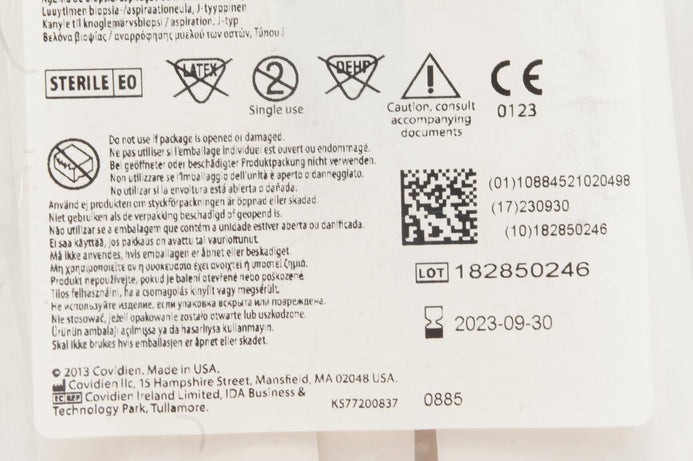 Luuytimen biopsia-/aspiraationeula, J-tyyppinen
Kanyle til knoglemarvsbiopsi / aspiration, J-typ
Βελόνα βιοψίας / αναρρόφησης μυελού των οστών, Τύπου J
STERILE EO
LATEX
2
DEHP
Single use
Caution, consult
accompanying
documents
CE
0123
Do not use if package is opened or damaged.
Ne pas utiliser si l'emballage individuel est ouvert ou endommagé.
Bei geöffneter oder beschädigter Produktpackung nicht verwenden.
Non utilizzare se l'imballaggio dell'unità è aperto o danneggiato.
No utilizar si la envoltura está abierta o dañada.
Använd ej produkten om styckförpackningen är öppnad eller skadad.
Niet gebruiken als de verpakking beschadigd of geopend is.
Não utilizar se a embalagem que contém a unidade estiver aberta ou danificada.
Ei saa käyttää, jos pakkaus on avattu tai vaurioitunut.
Må ikke anvendes, hvis emballagen er åbnet eller beskadiget.
Μη χρησιμοποιείτε αν η συσκευασία έχει ανοιχτεί ή υποστεί ζημιά.
Produkt nepoužívejte, pokud je balení otevřené nebo poškozené.
Tilos felhasználni, ha a csomagolás kinyílt vagy megsérült.
Не используйте изделие, если упаковка вскрыта или повреждена.
Nie stosować, jeżeli opakowanie zostało otwarte lub uszkodzone.
Ürünün ambalajı açılmışsa ya da hasarlıysa kullanmayın.
Skal ikke brukes hvis emballasjen er åpnet eller skadet.
(01)10884521020498
(17)230930
(10)182850246
LOT 182850246
2023-09-30
© 2013 Covidien. Made in USA.
Covidien llc, 15 Hampshire Street, Mansfield, MA 02048 USA.
EC REP Covidien Ireland Limited, IDA Business &
Technology Park, Tullamore.
KS77200837
0885